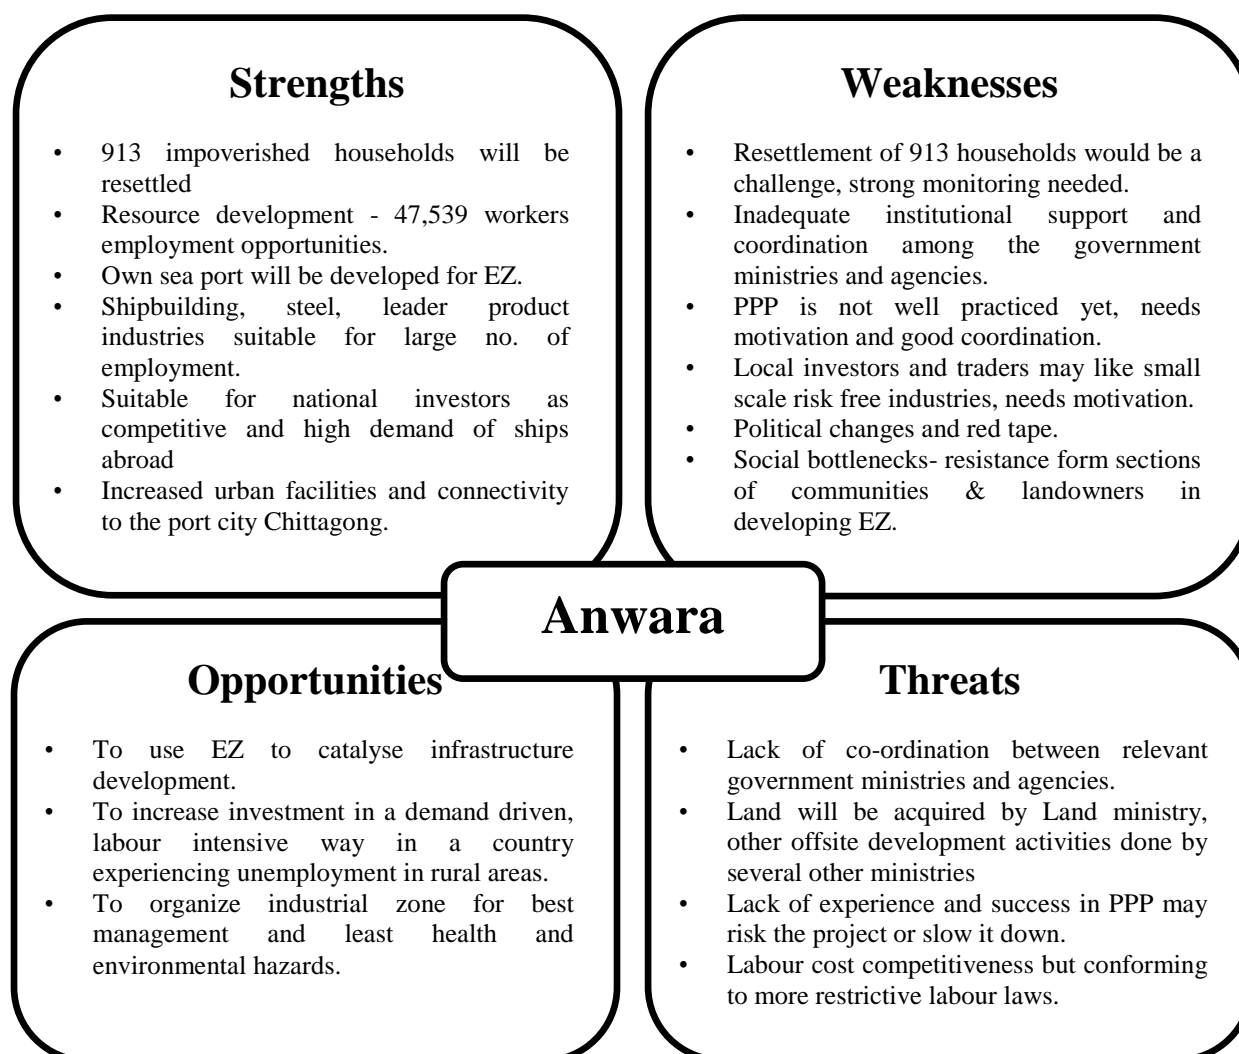 Strengths
• 913 impoverished households will be
resettled
• Resource development - 47,539 workers
employment opportunities.
• Own sea port will be developed for EZ.
• Shipbuilding, steel, leader product
industries suitable for large no. of
employment.
• Suitable for national investors as
competitive and high demand of ships
abroad
• Increased urban facilities and connectivity
to the port city Chittagong.
Weaknesses
• Resettlement of 913 households would be a
challenge, strong monitoring needed.
• Inadequate institutional support and
coordination among the government
ministries and agencies.
• PPP is not well practiced yet, needs
motivation and good coordination.
• Local investors and traders may like small
scale risk free industries, needs motivation.
• Political changes and red tape.
• Social bottlenecks- resistance form sections
of communities & landowners in
developing EZ.
Anwara
Opportunities
• To use EZ to catalyse infrastructure
development.
• To increase investment in a demand driven,
labour intensive way in a country
experiencing unemployment in rural areas.
• To organize industrial zone for best
management and least health and
environmental hazards.
Threats
• Lack of co-ordination between relevant
government ministries and agencies.
• Land will be acquired by Land ministry,
other offsite development activities done by
several other ministries
• Lack of experience and success in PPP may
risk the project or slow it down.
• Labour cost competitiveness but conforming
to more restrictive labour laws.